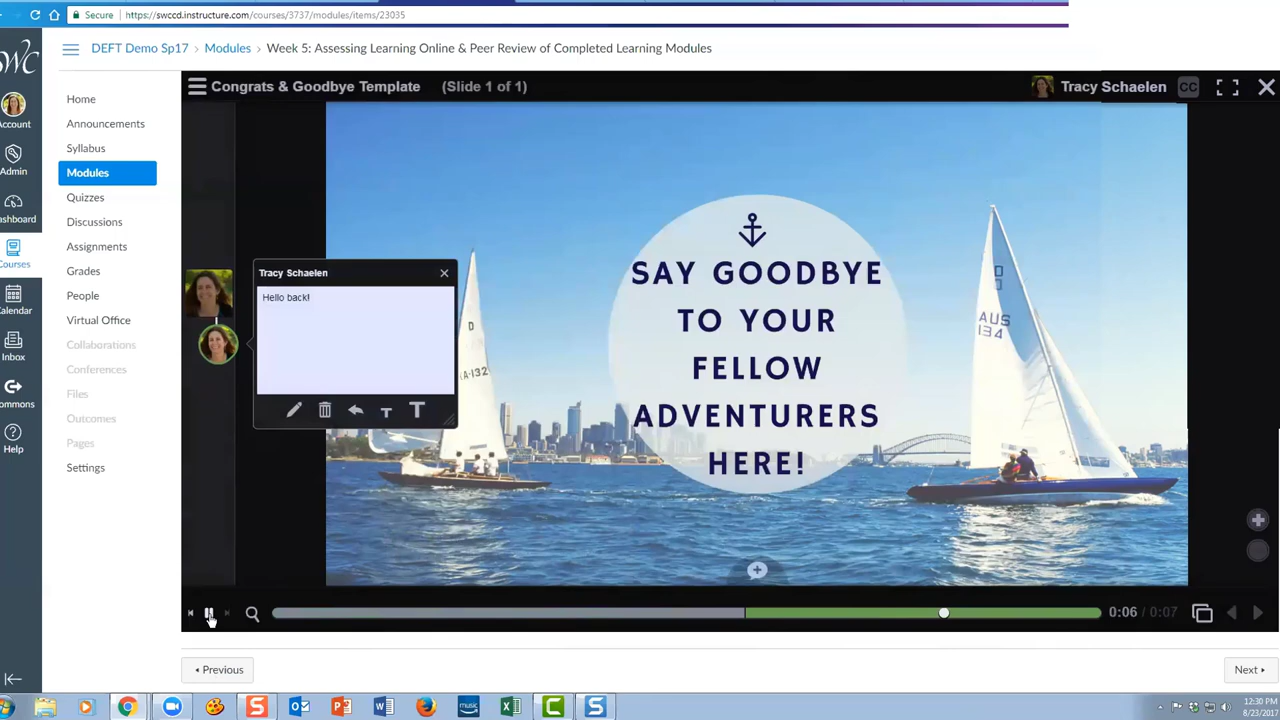 Secure
https://swccd.instructure.com/courses/3737/modules/items/23035
DEFT Demo Sp17 > Modules > Week 5: Assessing Learning Online & Peer Review of Completed Learning Modules
Congrats & Goodbye Template (Slide 1 of 1)
Tracy Schaelen CC
Home
Account
Announcements
Syllabus
Admin
Modules
Quizzes
Dashboard
Discussions
Assignments
Courses
Grades
People
Calendar
Virtual Office
Collaborations
Inbox
Conferences
Files
Commons
Outcomes
Pages
Help
Settings
Tracy Schaelen
Hello back!
T T
SAY GOODBYE
TO YOUR
FELLOW
ADVENTURERS
HERE!
D
AUS
134
0:06 / 0:07
Previous
Next
12:30 PM
8/23/2017